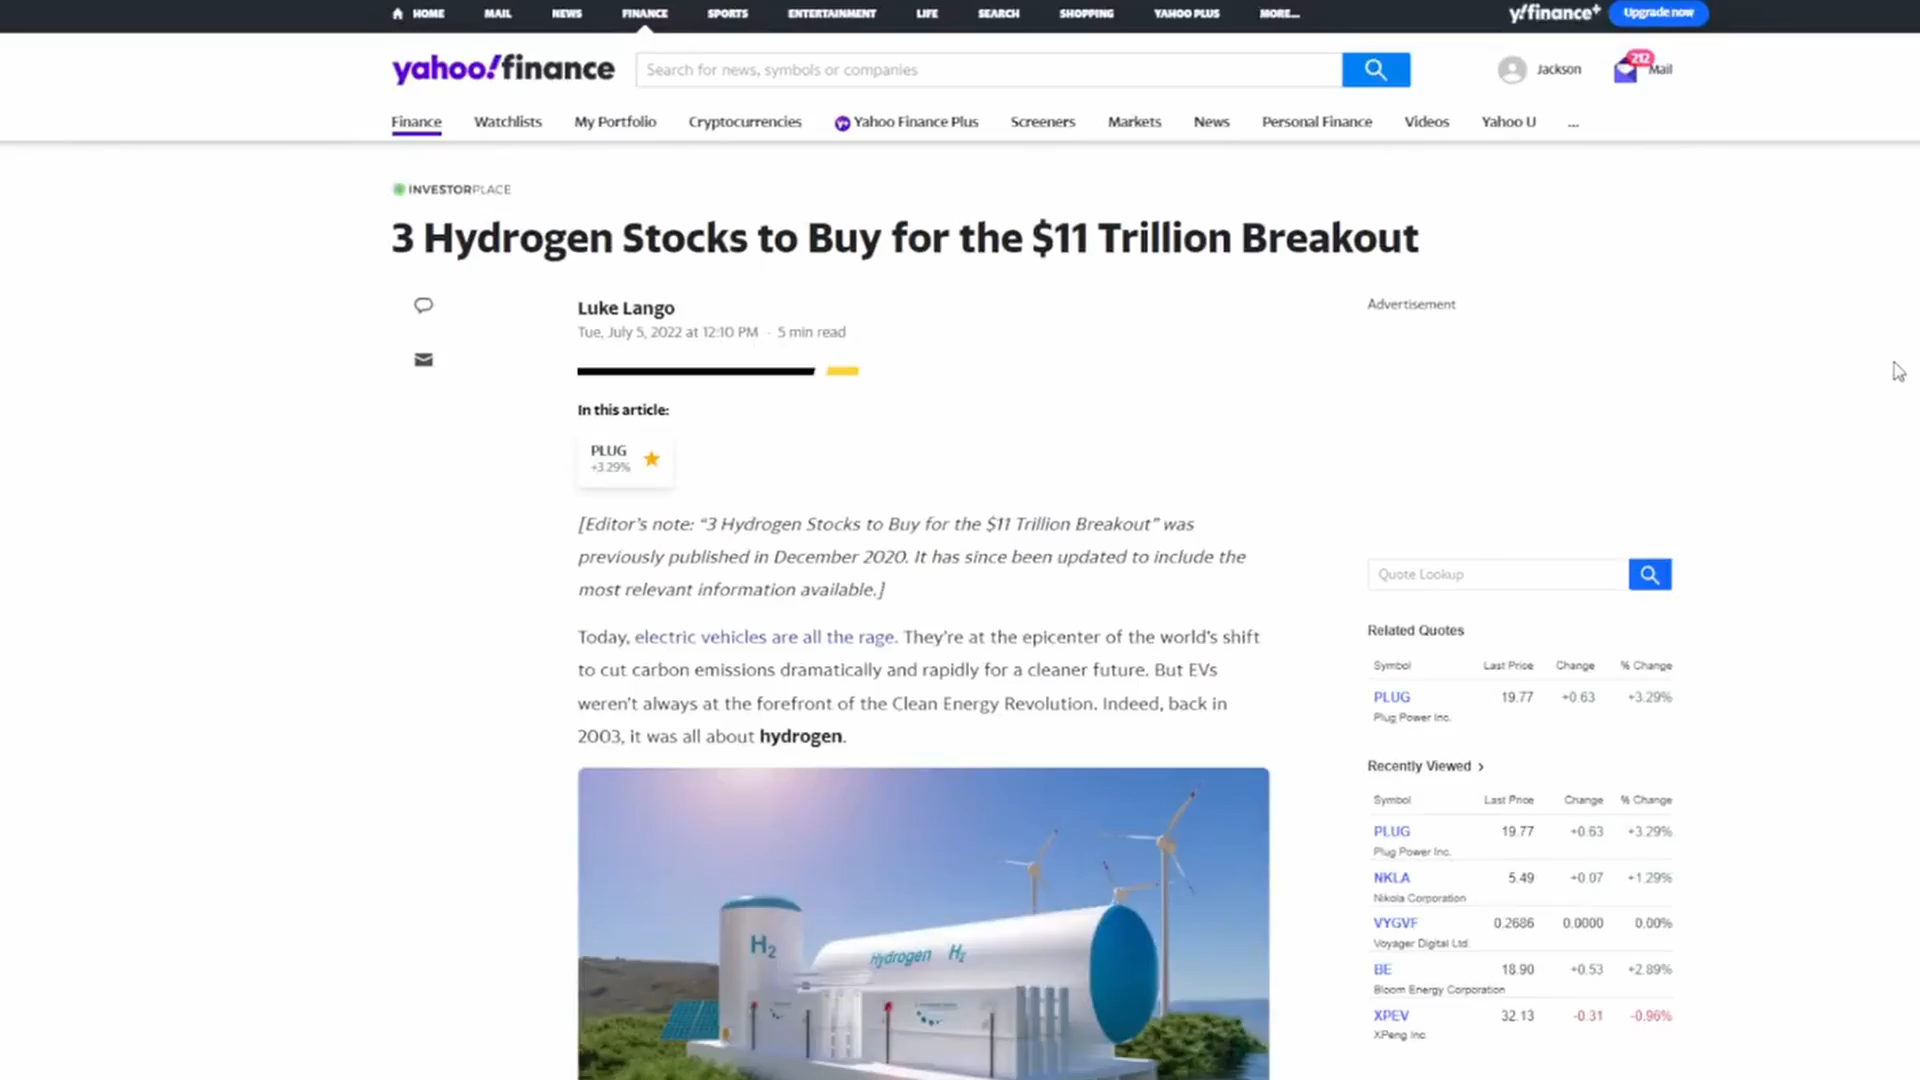 HOME MAIL NEWS FINANCE SPORTS ENTERTAINMENT LIFE SEARCH SHOPPING YAHOO PLUS MORE... y!finance+ Upgrade now
yahoo!finance Search for news, symbols or companies Jackson 212 Mail
Finance Watchlists My Portfolio Cryptocurrencies Y+ Yahoo Finance Plus Screeners Markets News Personal Finance Videos Yahoo U ...
INVESTORPLACE
3 Hydrogen Stocks to Buy for the $11 Trillion Breakout
Luke Lango
Tue, July 5, 2022 at 12:10 PM · 5 min read
In this article:
PLUG
+3.29%
[Editor's note: “3 Hydrogen Stocks to Buy for the $11 Trillion Breakout” was
previously published in December 2020. It has since been updated to include the
most relevant information available.]
Today, electric vehicles are all the rage. They're at the epicenter of the world's shift
to cut carbon emissions dramatically and rapidly for a cleaner future. But EVs
weren't always at the forefront of the Clean Energy Revolution. Indeed, back in
2003, it was all about hydrogen.
H2
Hydrogen H2
Advertisement
Quote Lookup
Related Quotes
Symbol Last Price Change % Change
PLUG 19.77 +0.63 +3.29%
Plug Power Inc.
Recently Viewed >
Symbol Last Price Change % Change
PLUG 19.77 +0.63 +3.29%
Plug Power Inc.
NKLA 5.49 +0.07 +1.29%
Nikola Corporation
VYGVF 0.2686 0.0000 0.00%
Voyager Digital Ltd.
BE 18.90 +0.53 +2.89%
Bloom Energy Corporation
XPEV 32.13 -0.31 -0.96%
XPeng Inc.